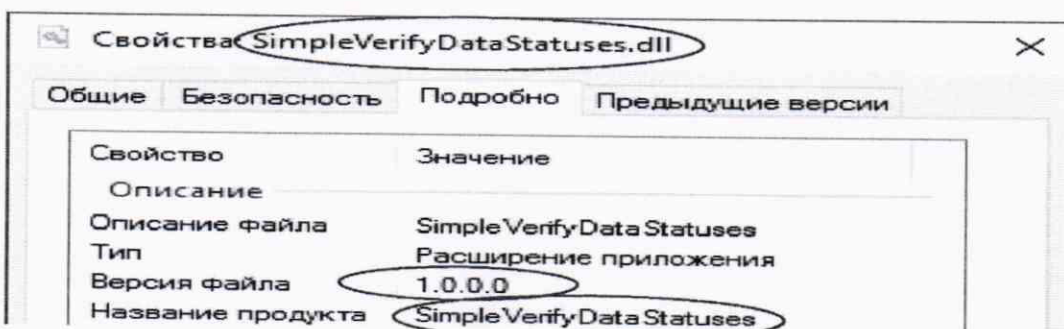 Свойства: SimpleVerifyDataStatuses.dll
Общие Безопасность Подробно Предыдущие версии
Свойство Значение
Описание
Описание файла SimpleVerifyDataStatuses
Тип Расширение приложения
Версия файла 1.0.0.0
Название продукта SimpleVerifyDataStatuses